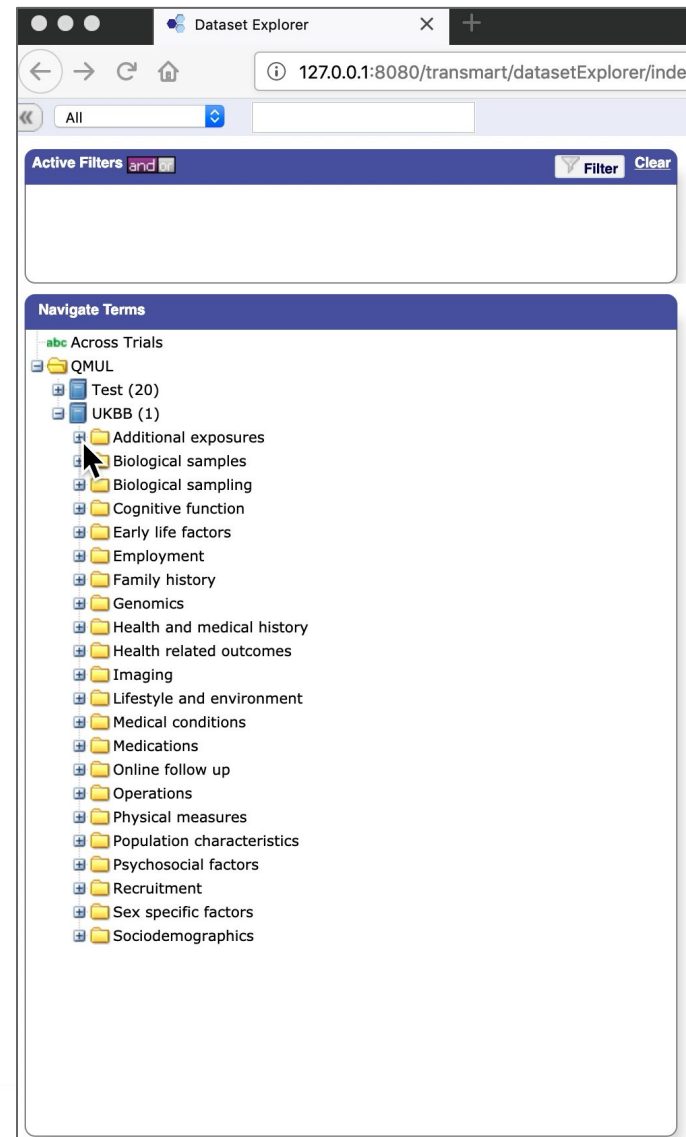 Dataset Explorer
127.0.0.1:8080/transmart/datasetExplorer/inde
All
Active Filters and or Filter Clear
Navigate Terms
abc Across Trials
QMUL
Test (20)
UKBB (1)
Additional exposures
Biological samples
Biological sampling
Cognitive function
Early life factors
Employment
Family history
Genomics
Health and medical history
Health related outcomes
Imaging
Lifestyle and environment
Medical conditions
Medications
Online follow up
Operations
Physical measures
Population characteristics
Psychosocial factors
Recruitment
Sex specific factors
Sociodemographics